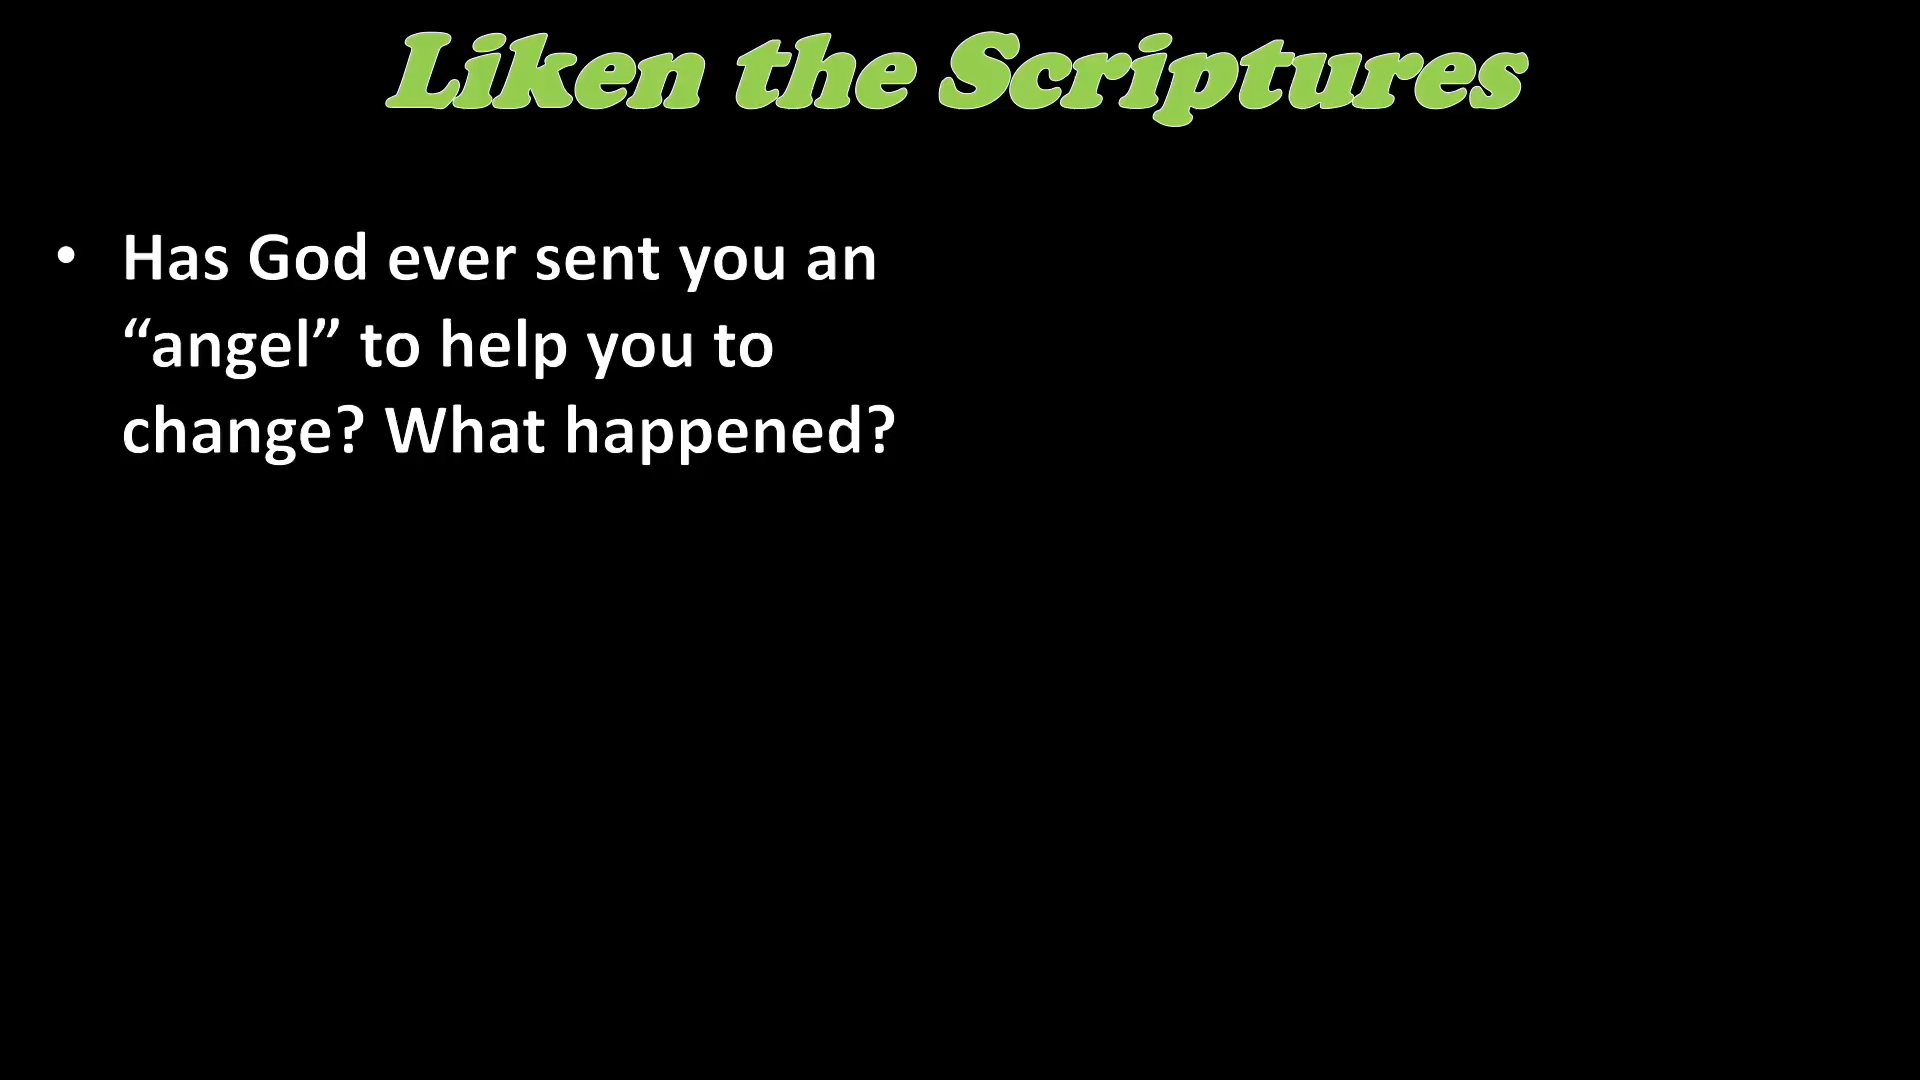 Liken the Scriptures
• Has God ever sent you an
“angel” to help you to
change? What happened?